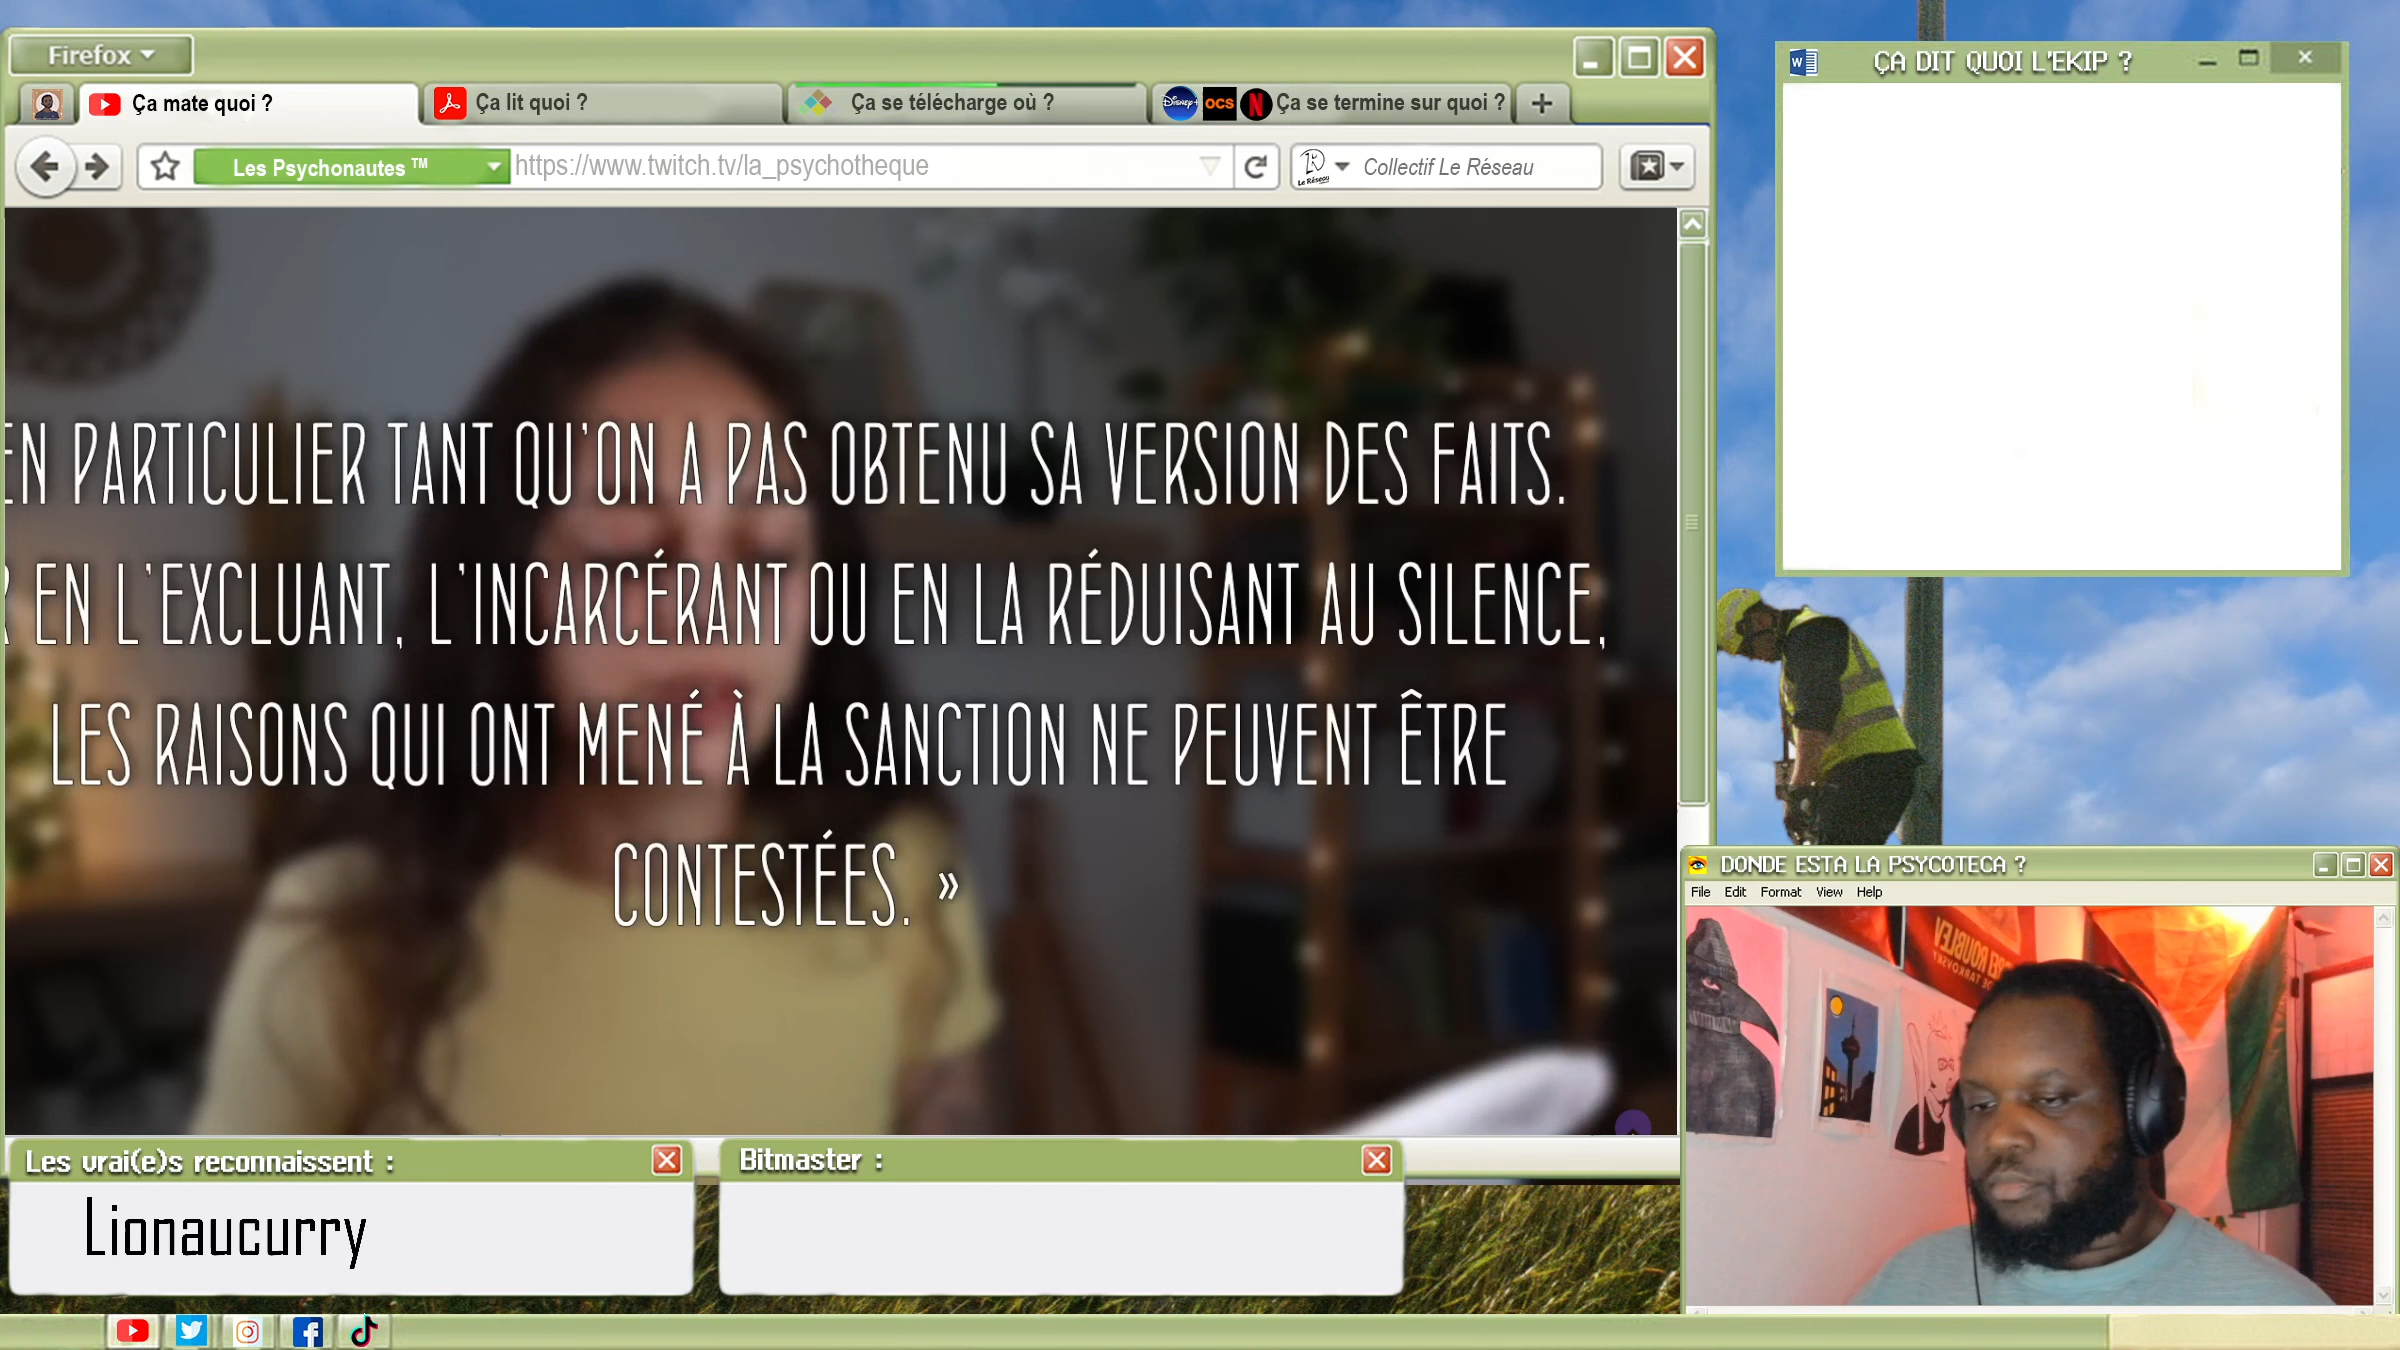 Firefox
Ça mate quoi ?
Ça lit quoi ?
Ça se télécharge où ?
Disney+ OCS N Ça se termine sur quoi ?
Les Psychonautes ™
https://www.twitch.tv/la_psychotheque
Le Réseau
Collectif Le Réseau
EN PARTICULIER TANT QU'ON A PAS OBTENU SA VERSION DES FAITS.
R EN L'EXCLUANT, L'INCARCÉRANT OU EN LA RÉDUISANT AU SILENCE,
LES RAISONS QUI ONT MENÉ À LA SANCTION NE PEUVENT ÊTRE
CONTESTÉES. »
ÇA DIT QUOI L'EKIP ?
DONDE ESTA LA PSYCOTECA ?
File Edit Format View Help
Les vrai(e)s reconnaissent :
Lionaucurry
Bitmaster :